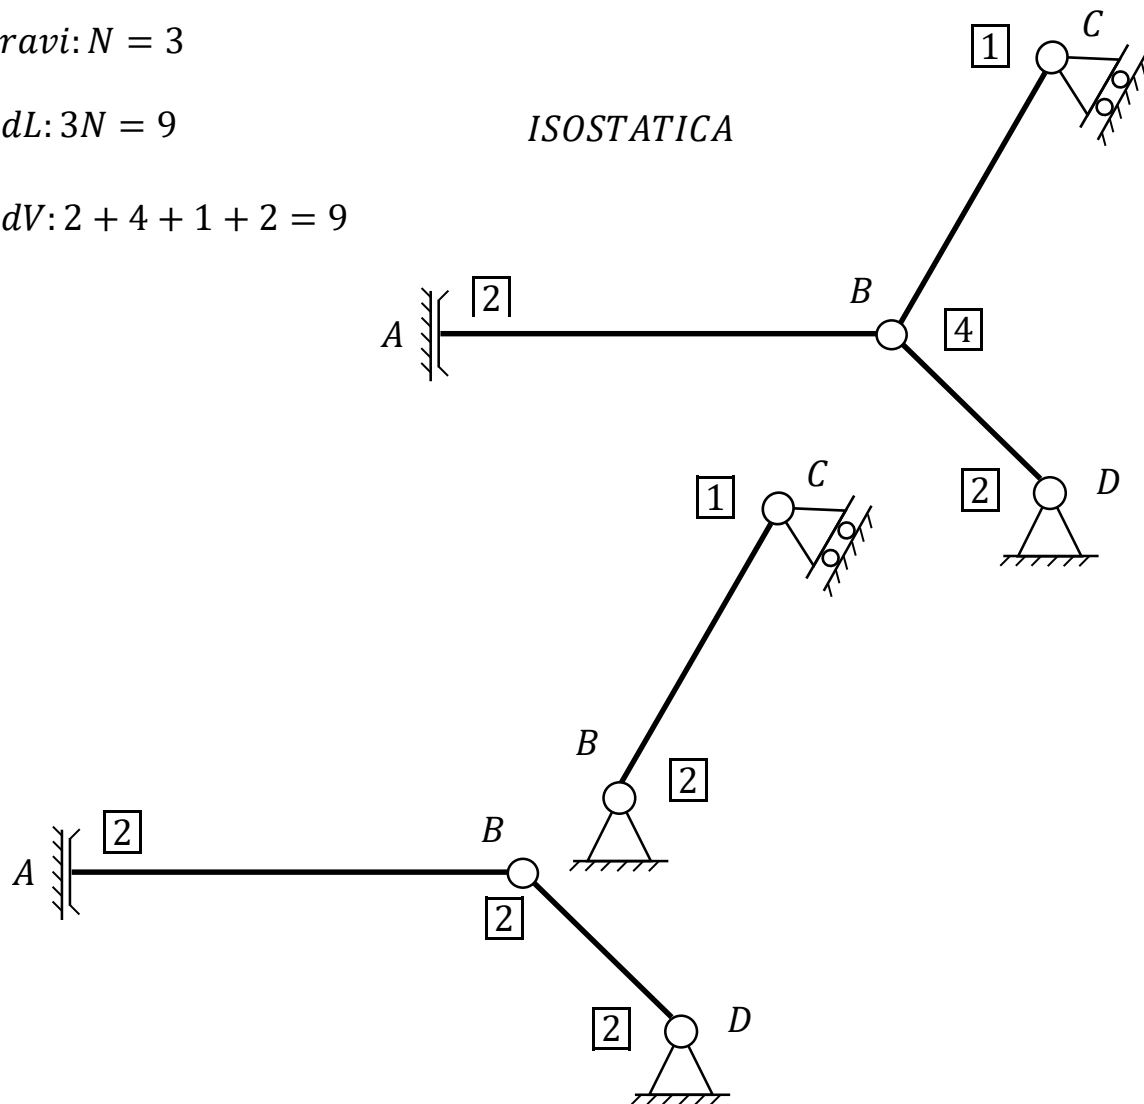 ravi: N = 3
dL: 3N = 9
ISOSTATICA
dV: 2 + 4 + 1 + 2 = 9
1
C
A
2
B
4
2
D
1
C
B
2
A
2
B
2
2
D